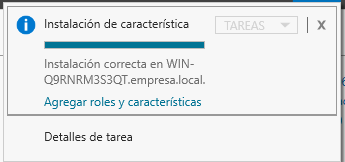 Instalación de característica
TAREAS
X
Instalación correcta en WIN-
Q9RNRM3S3QT.empresa.local.
Agregar roles y características
Detalles de tarea